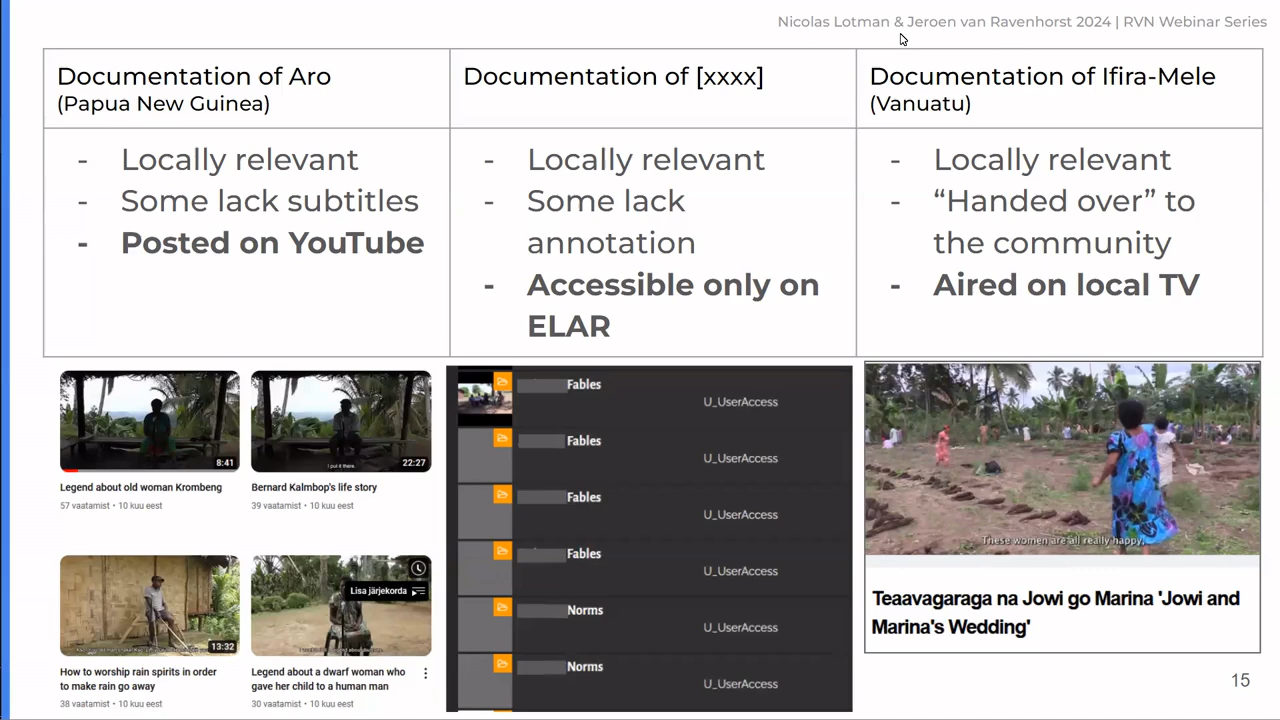 Nicolas Lotman & Jeroen van Ravenhorst 2024 | RVN Webinar Series
Documentation of Aro
(Papua New Guinea)
- Locally relevant
- Some lack subtitles
- Posted on YouTube
Documentation of [xxxx]
- Locally relevant
- Some lack
annotation
- Accessible only on
ELAR
Documentation of Ifira-Mele
(Vanuatu)
- Locally relevant
- “Handed over” to
the community
- Aired on local TV
8:41
Legend about old woman Krombeng
57 vaatamist • 10 kuu eest
I put it there.
22:27
Bernard Kalmbop's life story
39 vaatamist • 10 kuu eest
13:32
How to worship rain spirits in order
to make rain go away
38 vaatamist • 10 kuu eest
Lisa järjekorda
Legend about a dwarf woman who
gave her child to a human man
30 vaatamist • 10 kuu eest
Fables
U_UserAccess
Fables
U_UserAccess
Fables
U_UserAccess
Fables
U_UserAccess
Norms
U_UserAccess
Norms
U_UserAccess
These women are all really happy,
Teaavagaraga na Jowi go Marina 'Jowi and
Marina's Wedding'
15